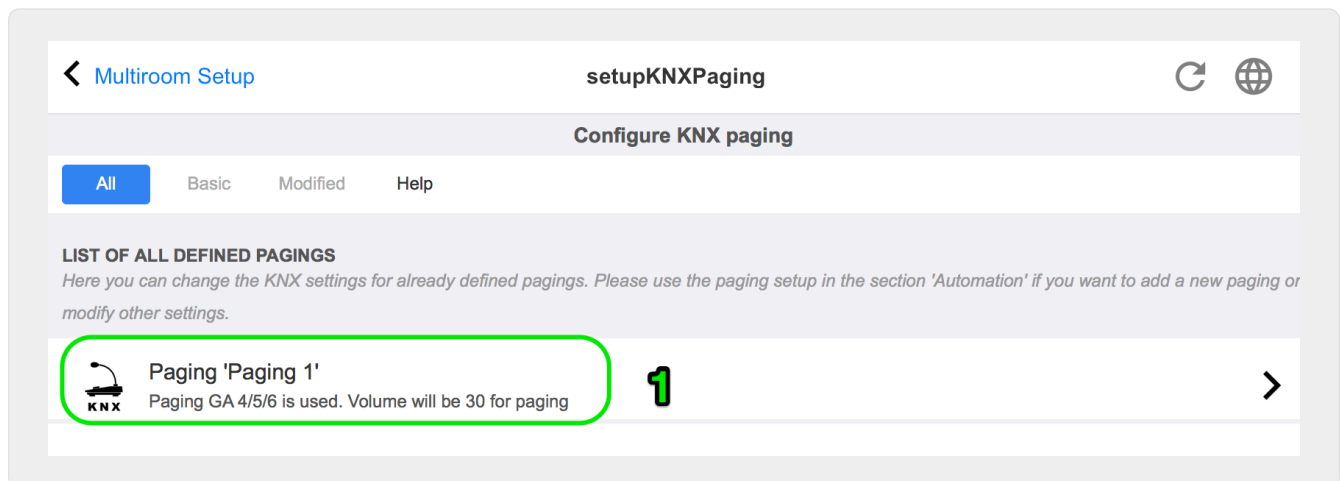 Multiroom Setup
setupKNXPaging
Configure KNX paging
All
Basic
Modified
Help
LIST OF ALL DEFINED PAGINGS
Here you can change the KNX settings for already defined pagings. Please use the paging setup in the section 'Automation' if you want to add a new paging or
modify other settings.
Paging 'Paging 1'
KNX
Paging GA 4/5/6 is used. Volume will be 30 for paging
1